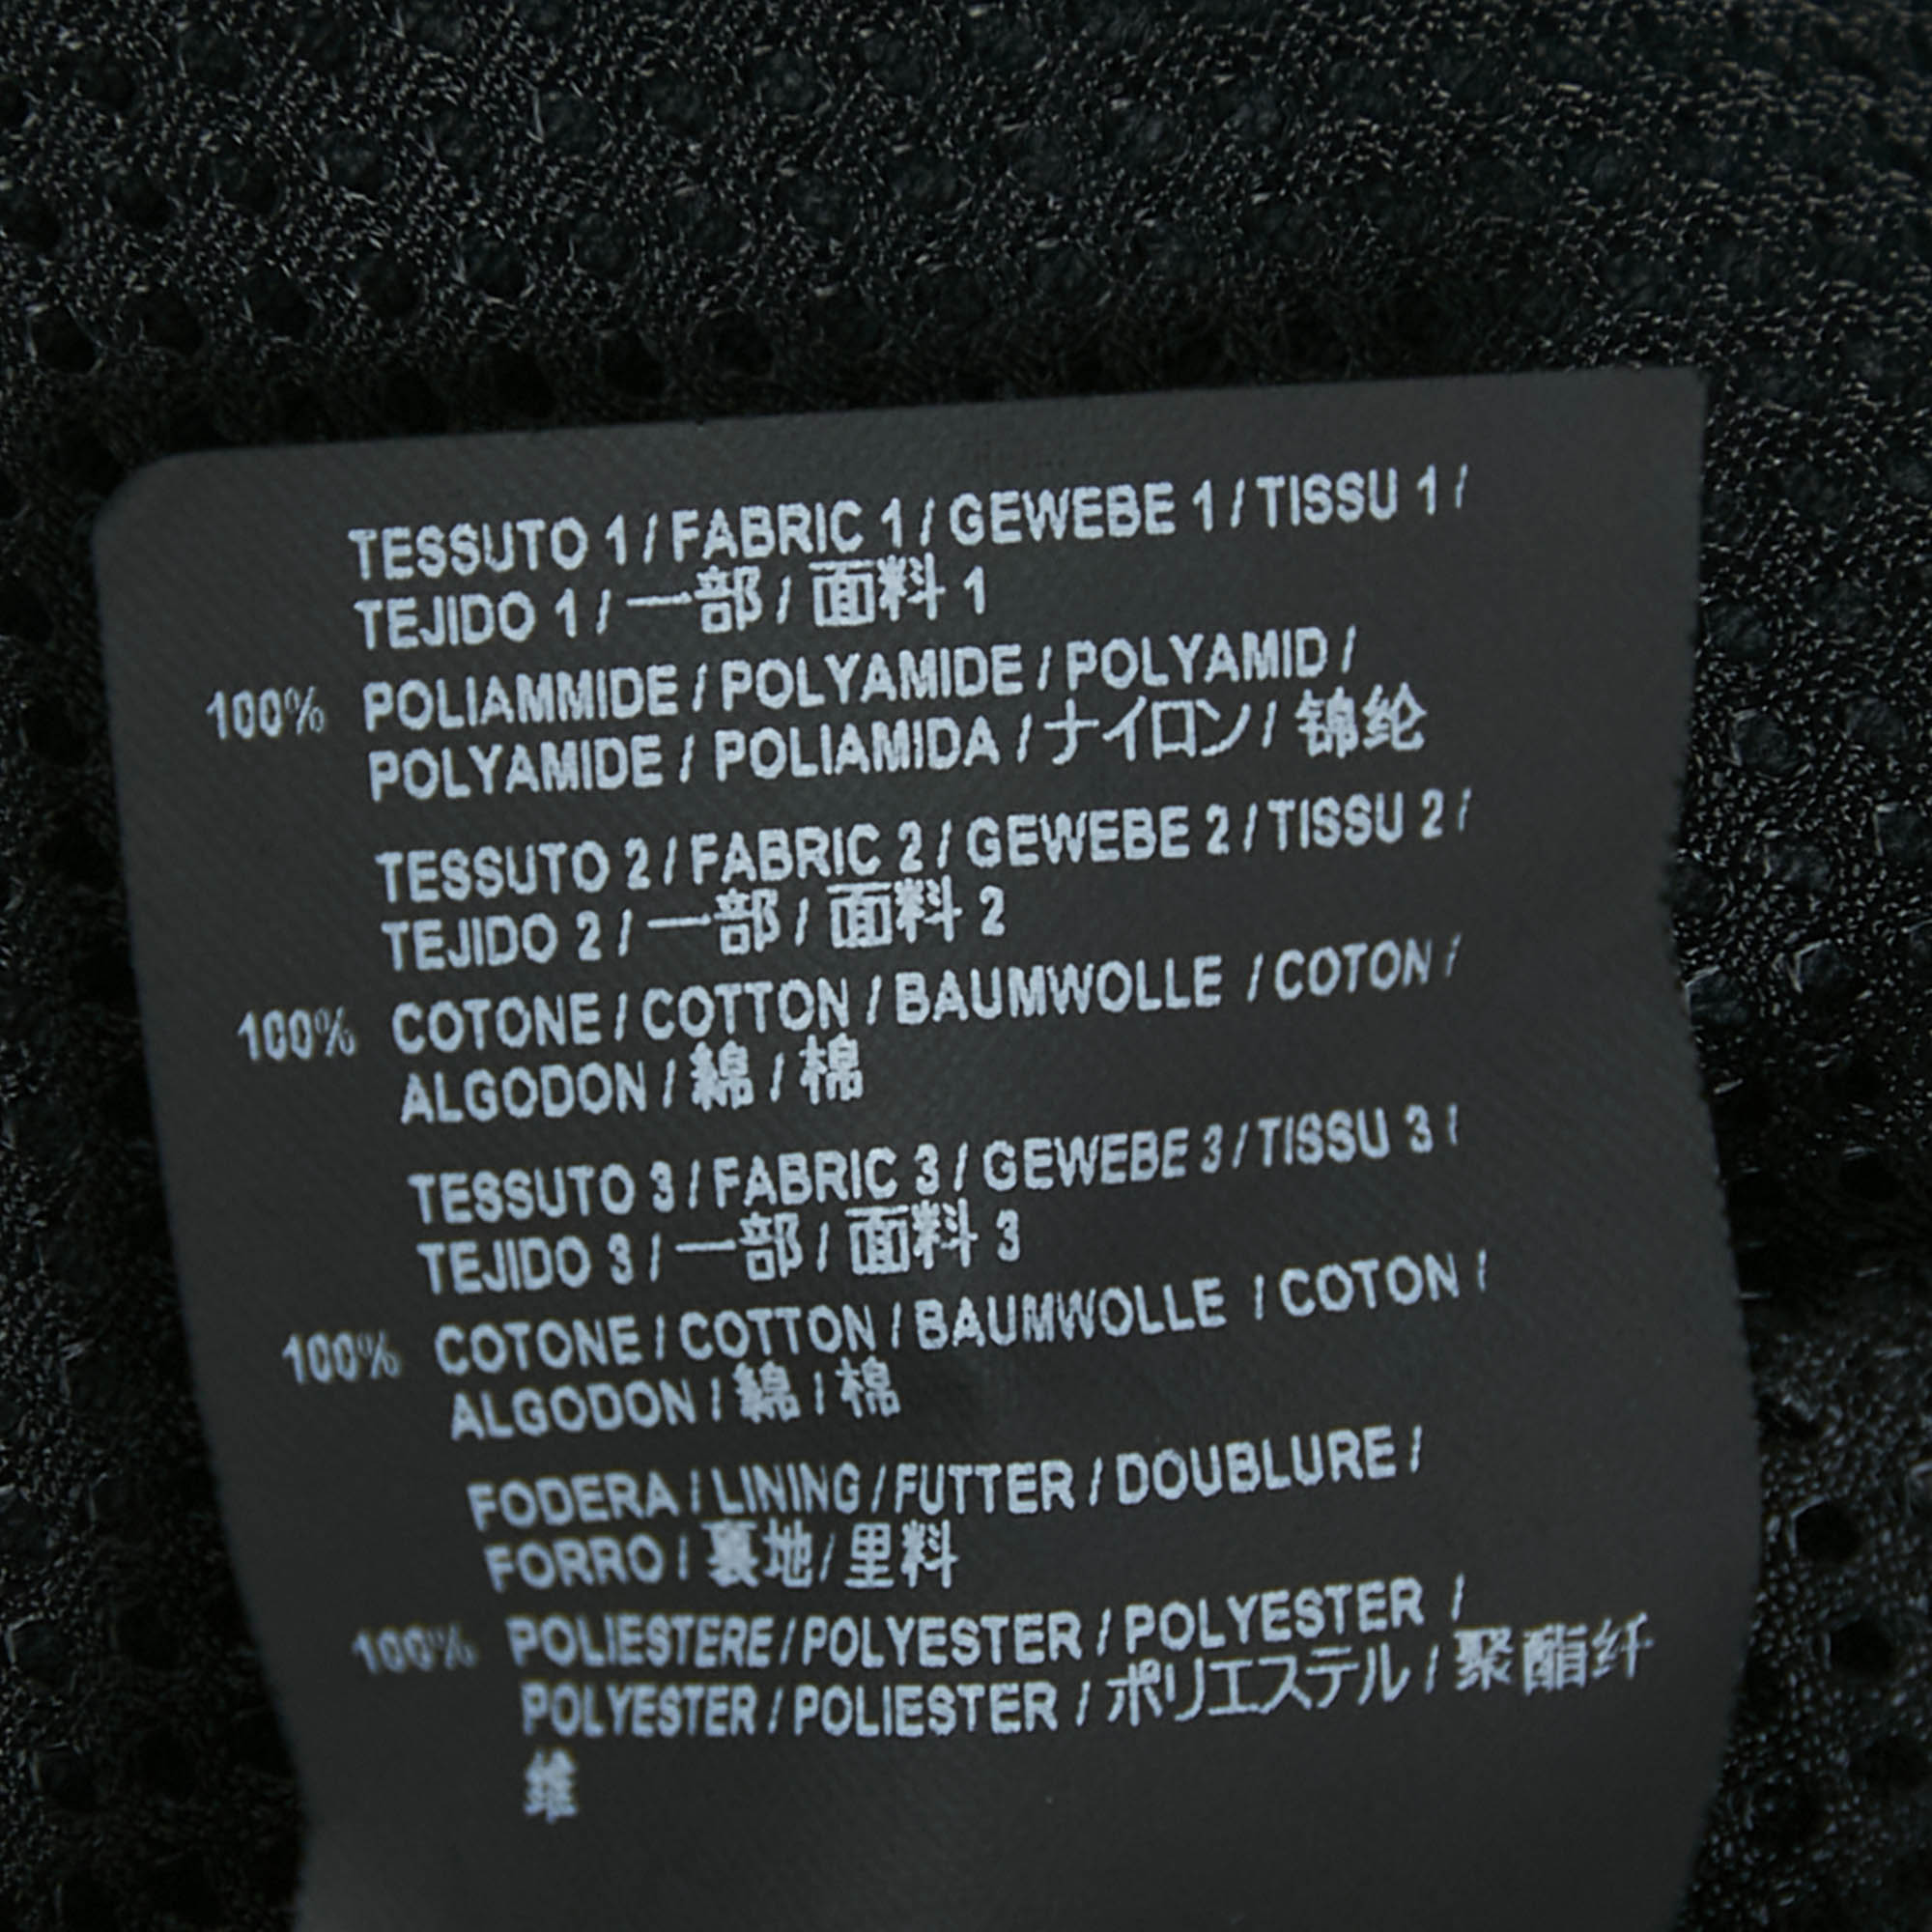 TESSUTO 1 / FABRIC 1 / GEWEBE 1 / TISSU 1 /
TEJIDO 1 / 一部 / 面料 1
100% POLIAMMIDE / POLYAMIDE / POLYAMID /
POLYAMIDE / POLIAMIDA / ナイロン / 锦纶
TESSUTO 2 / FABRIC 2 / GEWEBE 2 / TISSU 2 /
TEJIDO 2 / 一部 / 面料 2
100% COTONE / COTTON / BAUMWOLLE / COTON /
ALGODON / 綿 / 棉
TESSUTO 3 / FABRIC 3 / GEWEBE 3 / TISSU 3 /
TEJIDO 3 / 一部 / 面料 3
100% COTONE / COTTON / BAUMWOLLE / COTON /
ALGODON / 綿 / 棉
FODERA / LINING / FUTTER / DOUBLURE /
FORRO / 裏地 / 里料
100% POLIESTERE / POLYESTER / POLYESTER /
POLYESTER / POLIESTER / ポリエステル / 聚酯纤
维